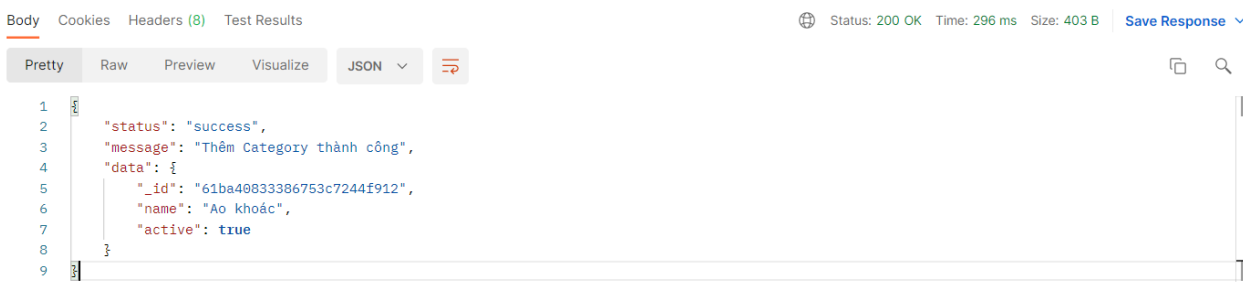 Body Cookies Headers (8) Test Results Status: 200 OK Time: 296 ms Size: 403 B Save Response
Pretty Raw Preview Visualize JSON
1 {
2 "status": "success",
3 "message": "Thêm Category thành công",
4 "data": {
5 "_id": "61ba40833386753c7244f912",
6 "name": "Ao khoác",
7 "active": true
8 }
9 }